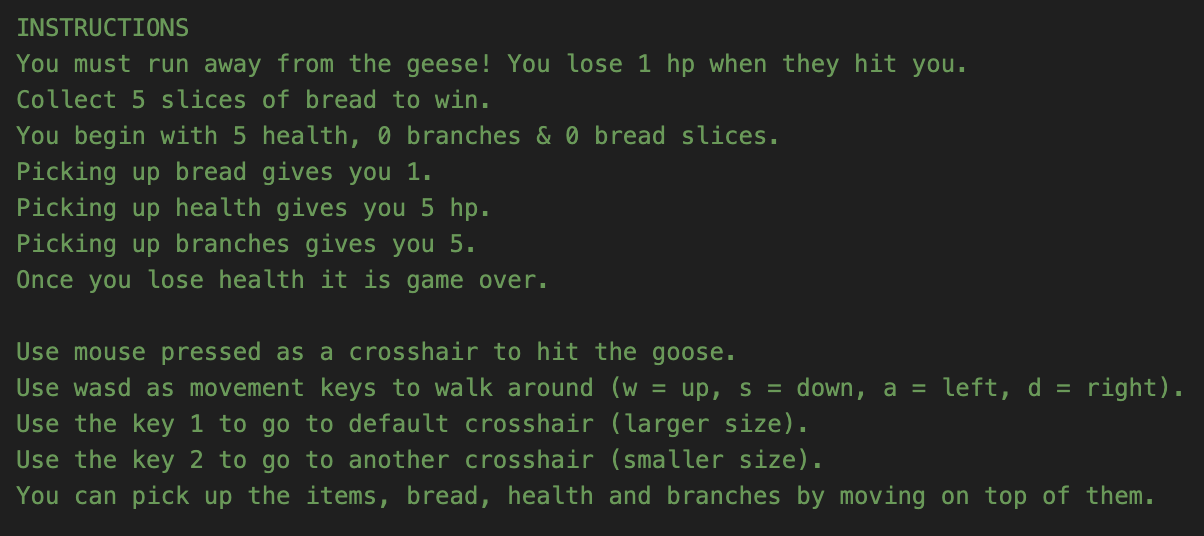 INSTRUCTIONS
You must run away from the geese! You lose 1 hp when they hit you.
Collect 5 slices of bread to win.
You begin with 5 health, 0 branches & 0 bread slices.
Picking up bread gives you 1.
Picking up health gives you 5 hp.
Picking up branches gives you 5.
Once you lose health it is game over.
Use mouse pressed as a crosshair to hit the goose.
Use wasd as movement keys to walk around (w = up, s = down, a = left, d = right).
Use the key 1 to go to default crosshair (larger size).
Use the key 2 to go to another crosshair (smaller size).
You can pick up the items, bread, health and branches by moving on top of them.